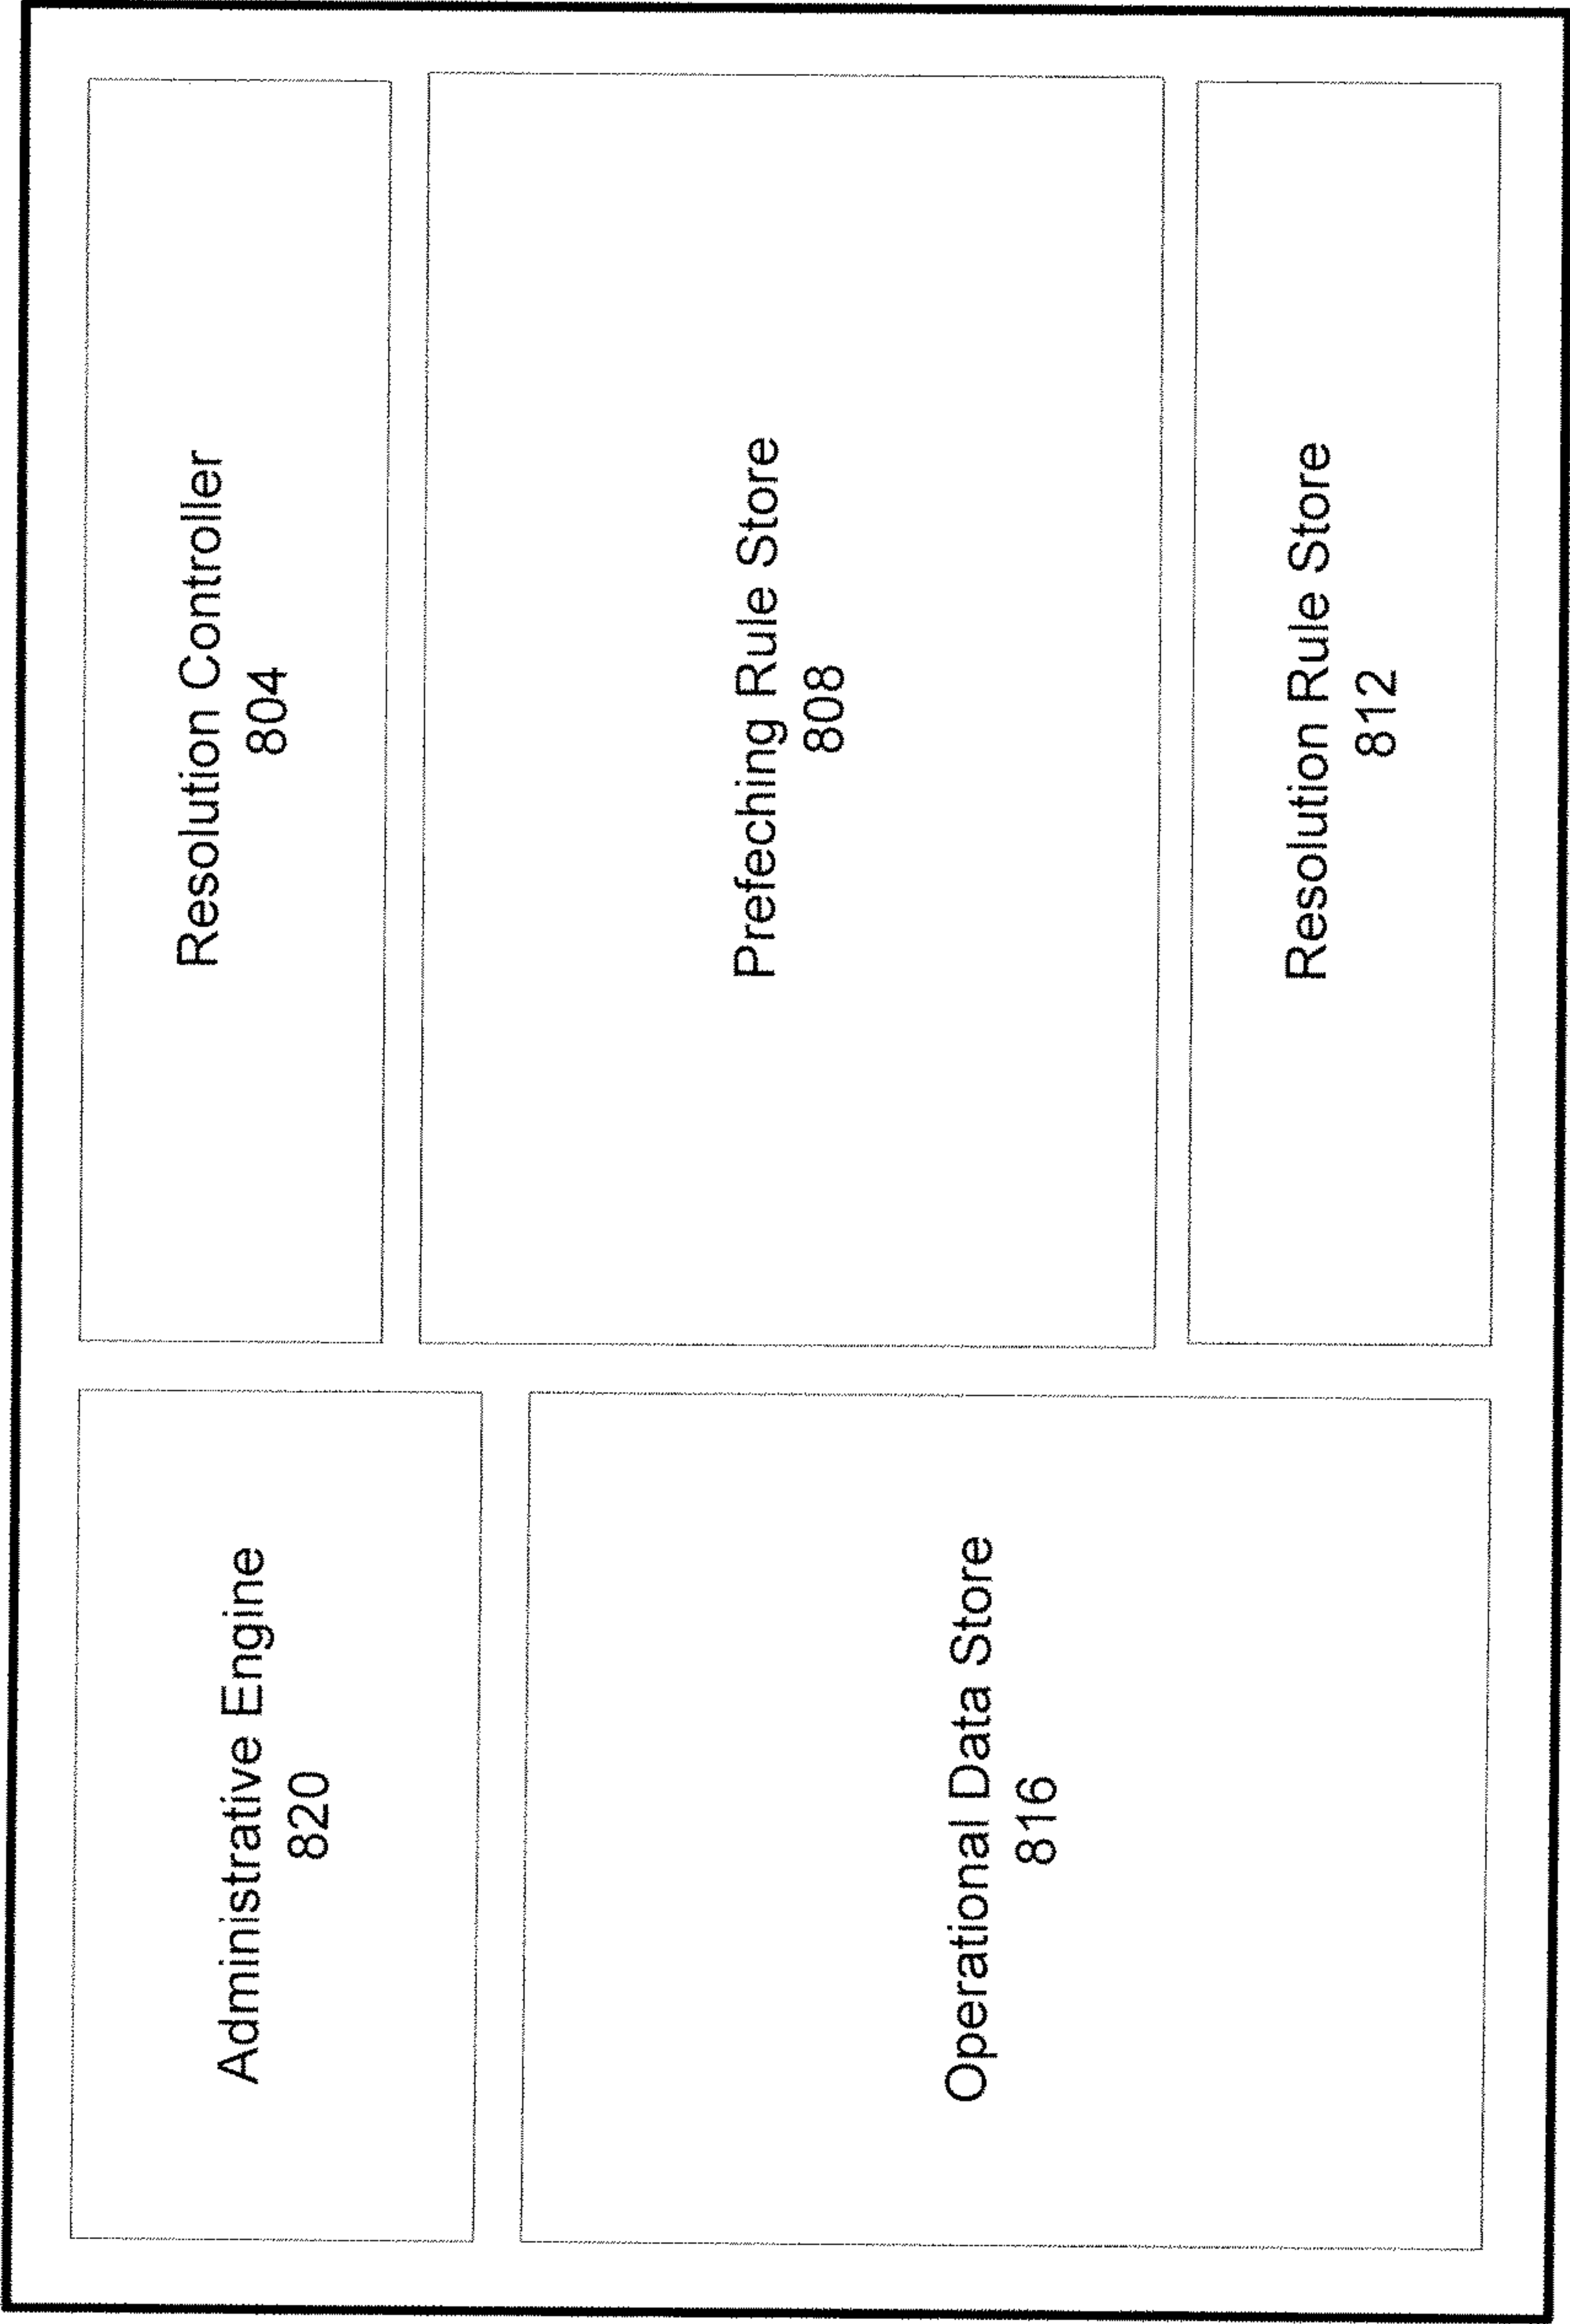 Administrative Engine
820
Resolution Controller
804
Operational Data Store
816
Prefeching Rule Store
808
Resolution Rule Store
812